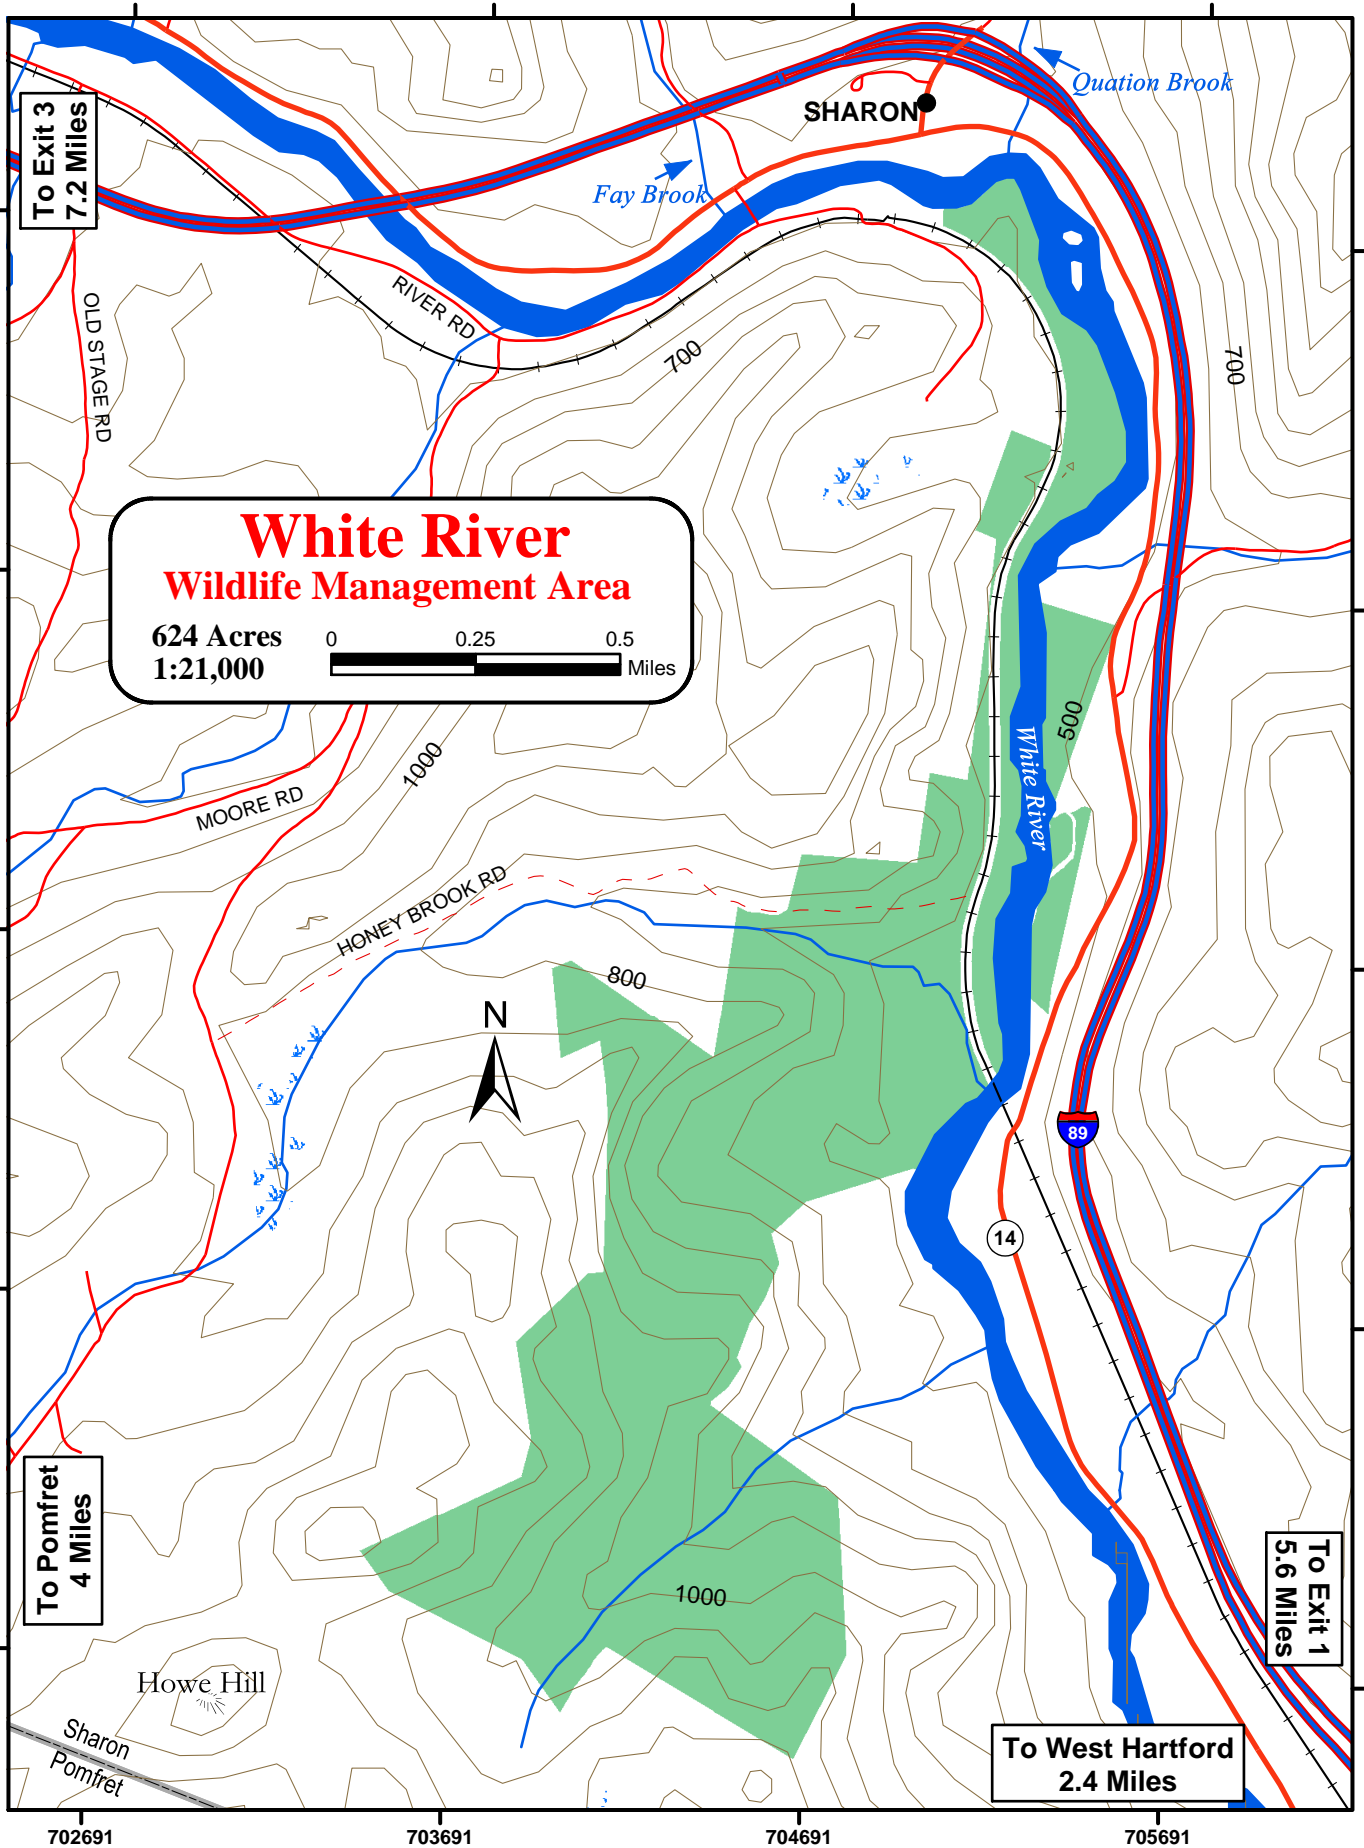 Quation Brook
SHARON
To Exit 3
7.2 Miles
Fay Brook
RIVER RD
OLD STAGE RD
700
700
White River
Wildlife Management Area
624 Acres
1:21,000
0 0.25 0.5
Miles
500
White River
1000
MOORE RD
HONEY BROOK RD
800
N
89
14
To Pomfret
4 Miles
To Exit 1
5.6 Miles
1000
Howe Hill
Sharon
Pomfret
To West Hartford
2.4 Miles
702691 703691 704691 705691